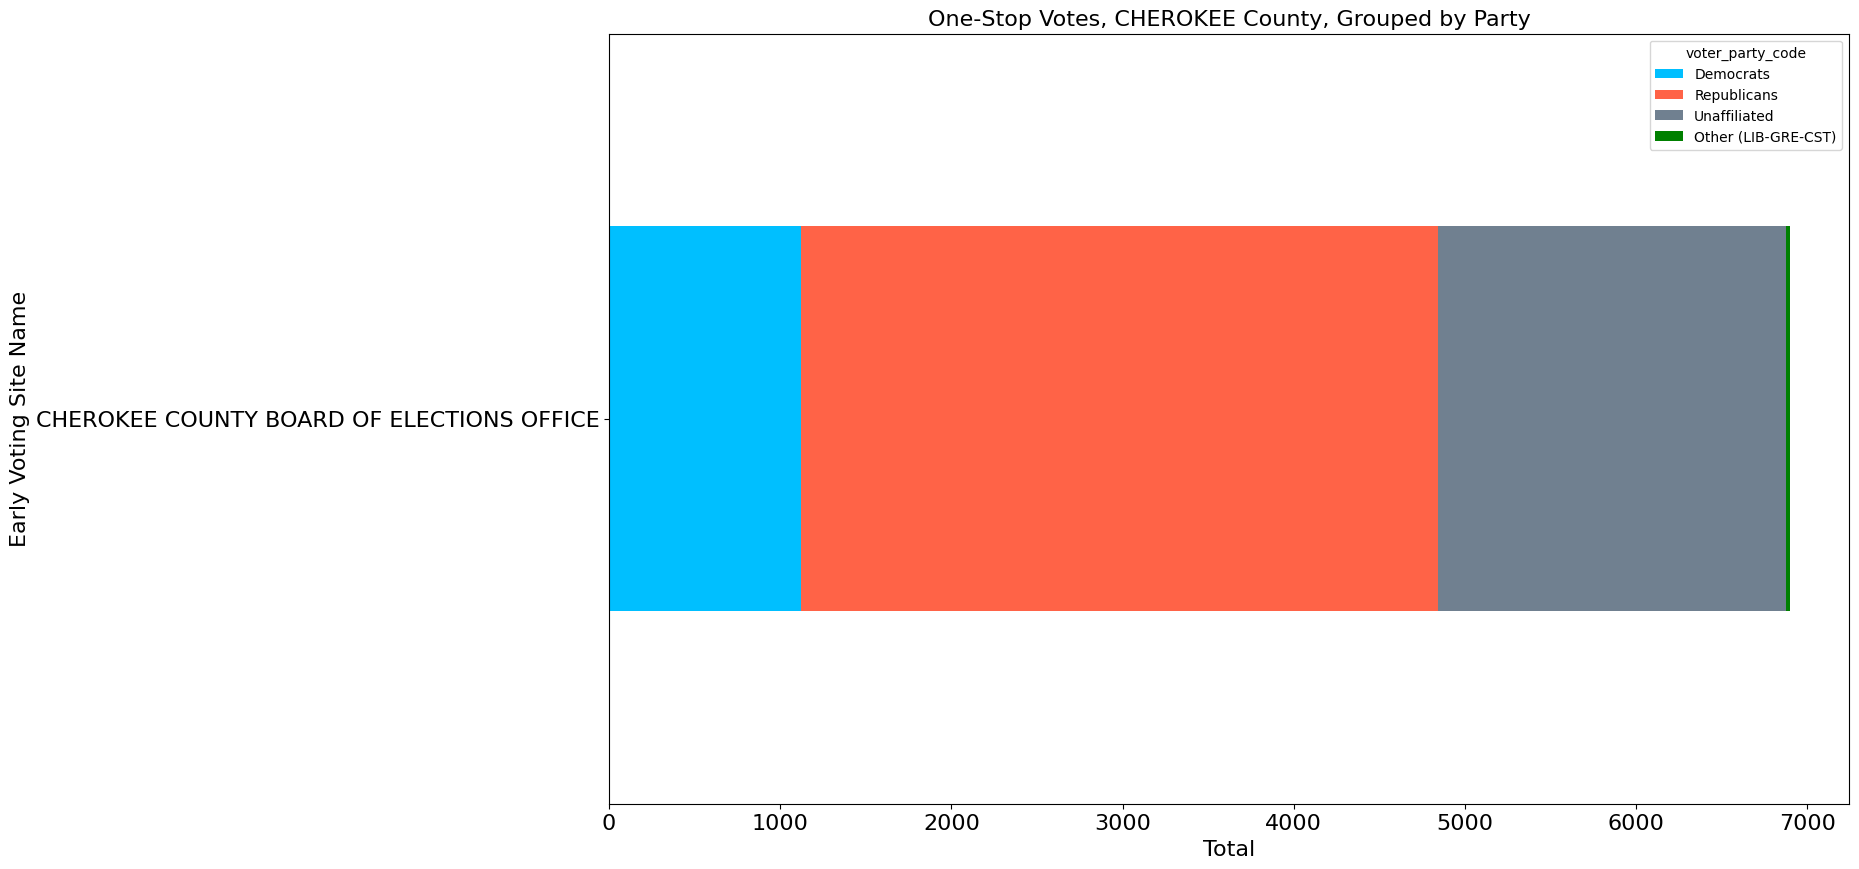 One-Stop Votes, CHEROKEE County, Grouped by Party
voter_party_code
Democrats
Republicans
Unaffiliated
Other (LIB-GRE-CST)
Early Voting Site Name
CHEROKEE COUNTY BOARD OF ELECTIONS OFFICE
0 1000 2000 3000 4000 5000 6000 7000
Total